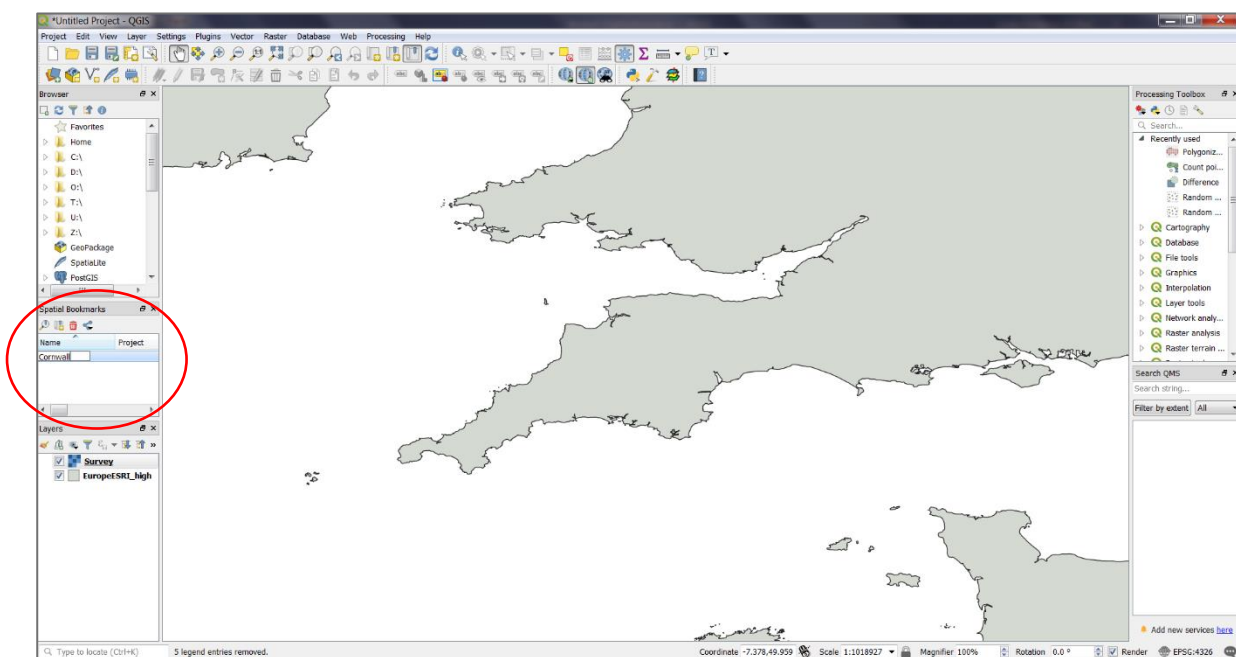 *Untitled Project - QGIS
Project Edit View Layer Settings Plugins Vector Raster Database Web Processing Help
Browser
Favorites
Home
C:\
D:\
O:\
T:\
U:\
Z:\
GeoPackage
SpatiaLite
PostGIS
Spatial Bookmarks
Name Project
Cornwall
Layers
Survey
EuropeESRI_high
Processing Toolbox
Search...
Recently used
Polygoniz...
Count poi...
Difference
Random ...
Random ...
Cartography
Database
File tools
Graphics
Interpolation
Layer tools
Network analy...
Raster analysis
Raster terrain ...
Search QMS
Search string...
Filter by extent All
Add new services here
Type to locate (Ctrl+K) 5 legend entries removed. Coordinate -7.378,49.959 Scale 1:1018927 Magnifier 100% Rotation 0.0 ° Render EPSG:4326